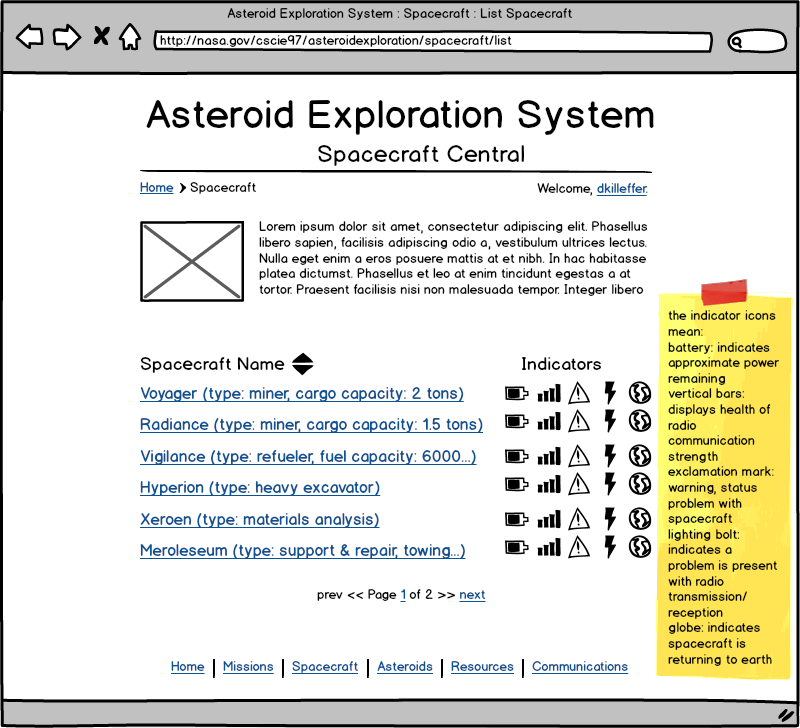 Asteroid Exploration System : Spacecraft : List Spacecraft
http://nasa.gov/cscie97/asteroidexploration/spacecraft/list
Asteroid Exploration System
Spacecraft Central
Home > Spacecraft
Welcome, dkilleffer.
Lorem ipsum dolor sit amet, consectetur adipiscing elit. Phasellus
libero sapien, facilisis adipiscing odio a, vestibulum ultrices lectus.
Nulla eget enim a eros posuere mattis at et nibh. In hac habitasse
platea dictumst. Phasellus et leo at enim tincidunt egestas a at
tortor. Praesent facilisis nisi non malesuada tempor. Integer libero
Spacecraft Name
Indicators
Voyager (type: miner, cargo capacity: 2 tons)
Radiance (type: miner, cargo capacity: 1.5 tons)
Vigilance (type: refueler, fuel capacity: 6000...)
Hyperion (type: heavy excavator)
Xeroen (type: materials analysis)
Meroleseum (type: support & repair, towing...)
prev << Page 1 of 2 >> next
Home | Missions | Spacecraft | Asteroids | Resources | Communications
the indicator icons
mean:
battery: indicates
approximate power
remaining
vertical bars:
displays health of
radio
communication
strength
exclamation mark:
warning, status
problem with
spacecraft
lighting bolt:
indicates a
problem is present
with radio
transmission/
reception
globe: indicates
spacecraft is
returning to earth